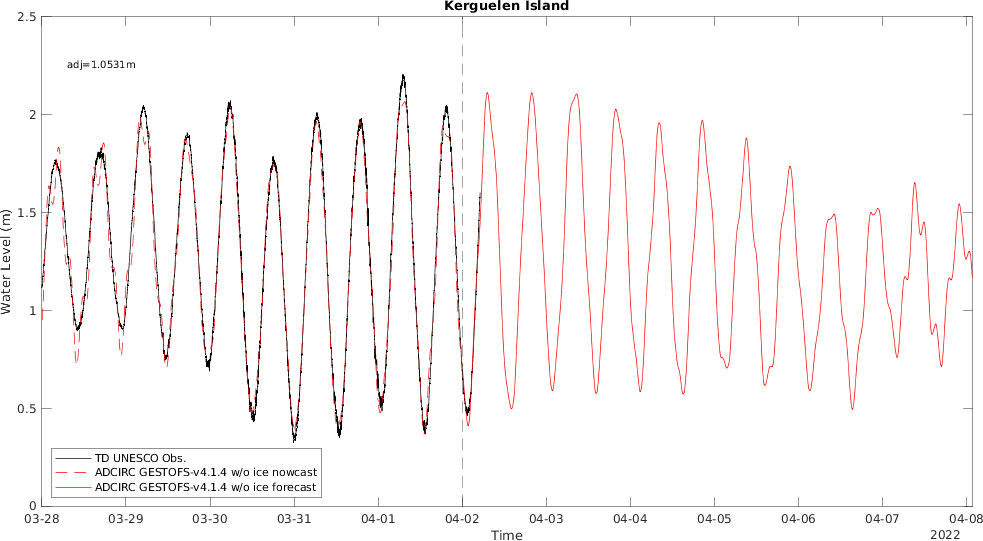 Kerguelen Island
2.5
adj=1.0531m
2
1.5
Water Level (m)
1
0.5
TD UNESCO Obs.
ADCIRC GESTOFS-v4.1.4 w/o ice nowcast
ADCIRC GESTOFS-v4.1.4 w/o ice forecast
0
03-28 03-29 03-30 03-31 04-01 04-02 04-03 04-04 04-05 04-06 04-07 04-08
Time
2022